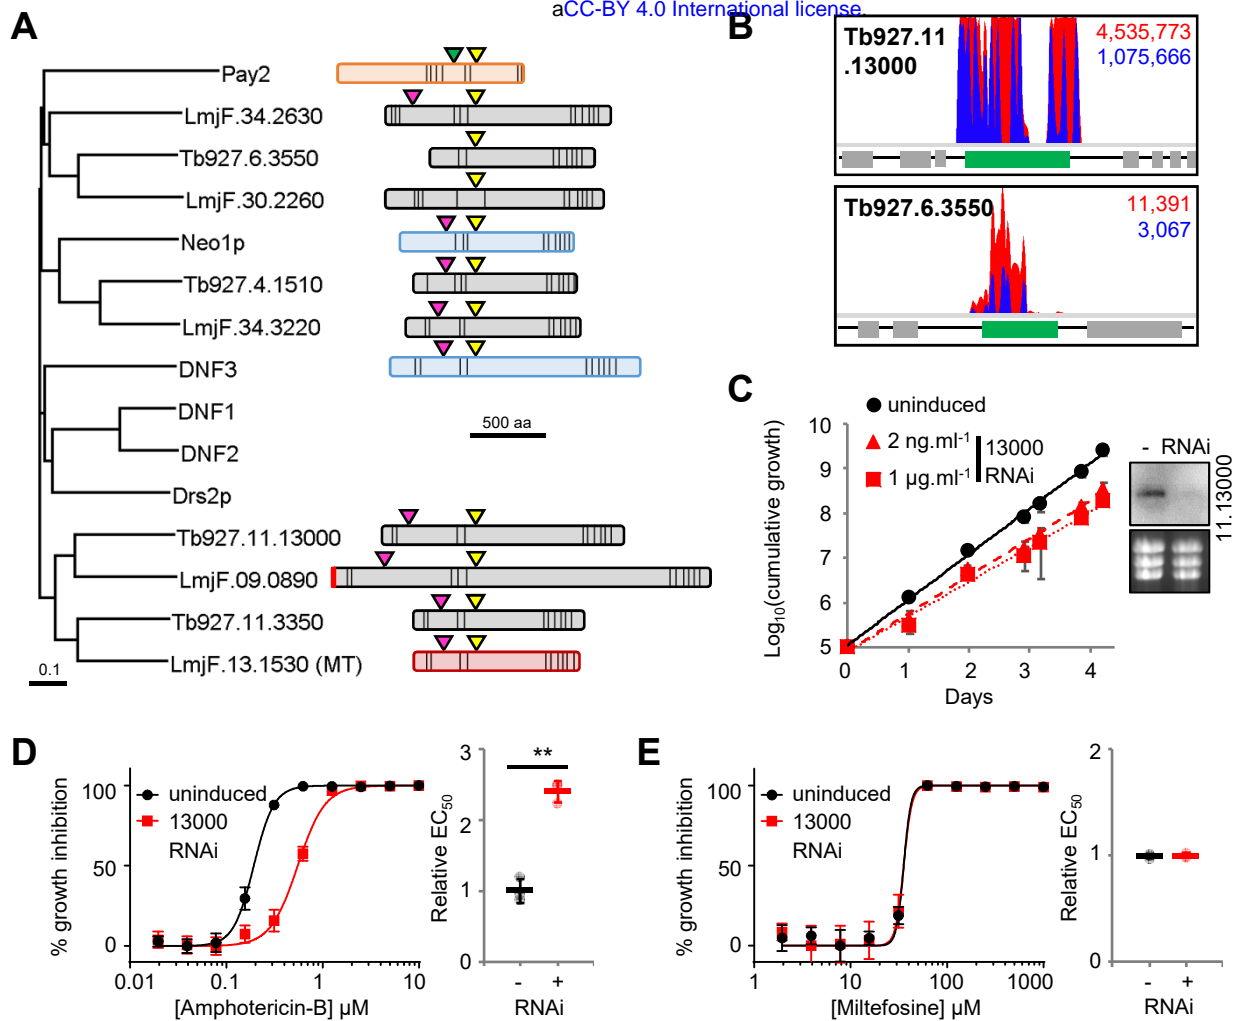 aCC-BY 4.0 International license.
A
Pay2
LmjF.34.2630
Tb927.6.3550
LmjF.30.2260
Neo1p
Tb927.4.1510
LmjF.34.3220
DNF3
DNF1
DNF2
Drs2p
Tb927.11.13000
LmjF.09.0890
Tb927.11.3350
LmjF.13.1530 (MT)
0.1
500 aa
B
Tb927.11
.13000
4,535,773
1,075,666
Tb927.6.3550
11,391
3,067
C
uninduced
2 ng.ml-1
1 µg.ml-1
13000
RNAi
Log10(cumulative growth)
10
9
8
7
6
5
0 1 2 3 4
Days
- RNAi
11.13000
D
% growth inhibition
100
50
0
uninduced
13000
RNAi
0.01 0.1 1 10
[Amphotericin-B] µM
Relative EC50
3
2
1
0
**
- +
RNAi
E
% growth inhibition
100
50
0
uninduced
13000
RNAi
1 10 100 1000
[Miltefosine] µM
Relative EC50
2
1
0
- +
RNAi